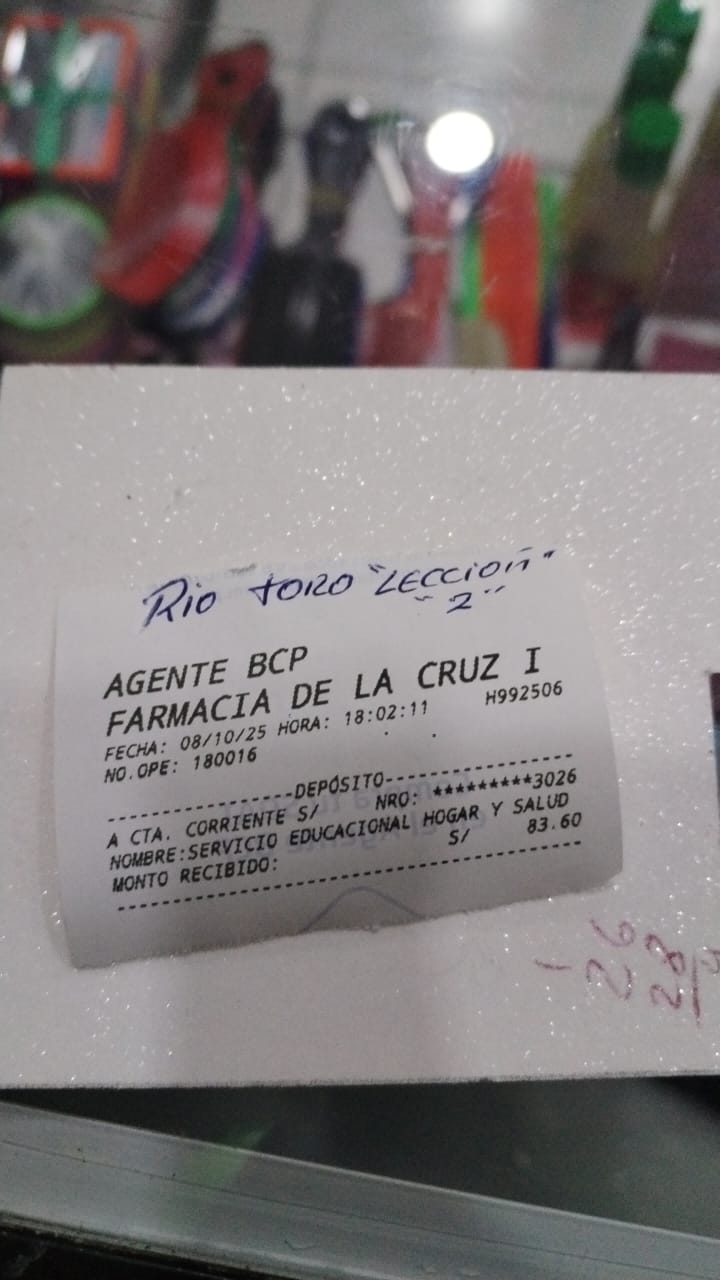 Rio toro "Leccion"
"2"
AGENTE BCP
FARMACIA DE LA CRUZ I
FECHA: 08/10/25 HORA: 18:02:11 H992506
NO.OPE: 180016
------------------DEPÓSITO------------------
A CTA. CORRIENTE S/ NRO: *********3026
NOMBRE:SERVICIO EDUCACIONAL HOGAR Y SALUD
MONTO RECIBIDO: S/ 83.60